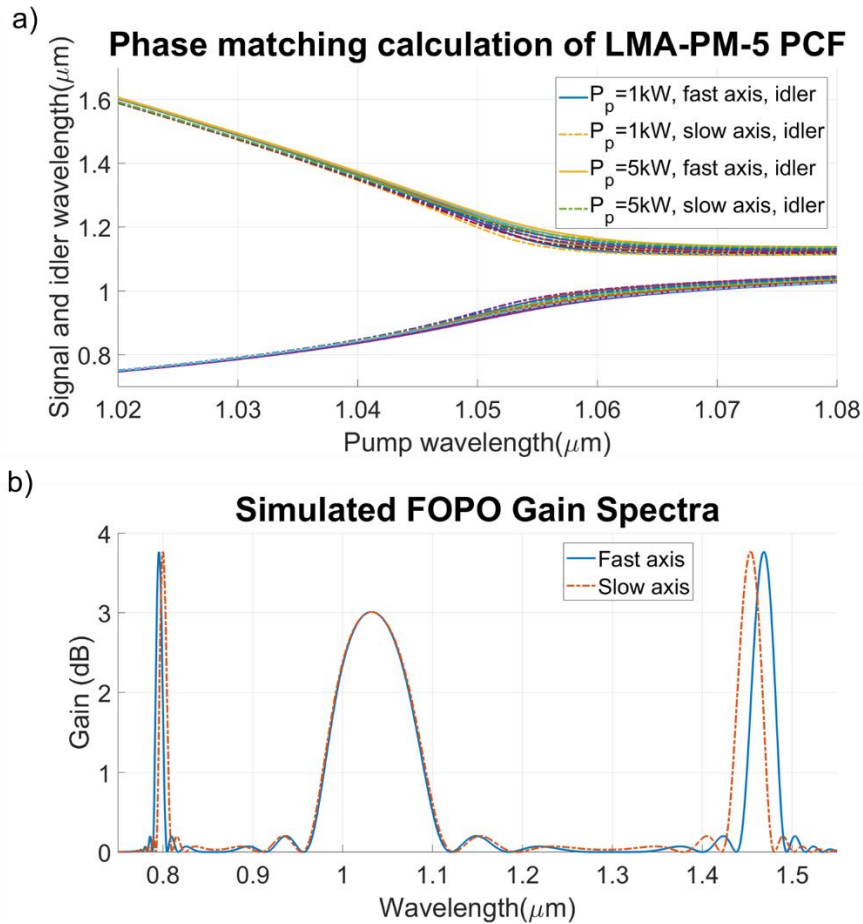 a)
Phase matching calculation of LMA-PM-5 PCF
Signal and idler wavelength(μm)
1.6
1.4
1.2
1
0.8
P_p=1kW, fast axis, idler
P_p=1kW, slow axis, idler
P_p=5kW, fast axis, idler
P_p=5kW, slow axis, idler
1.02 1.03 1.04 1.05 1.06 1.07 1.08
Pump wavelength(μm)
b)
Simulated FOPO Gain Spectra
Gain (dB)
4
3
2
1
0
Fast axis
Slow axis
0.8 0.9 1 1.1 1.2 1.3 1.4 1.5
Wavelength(μm)